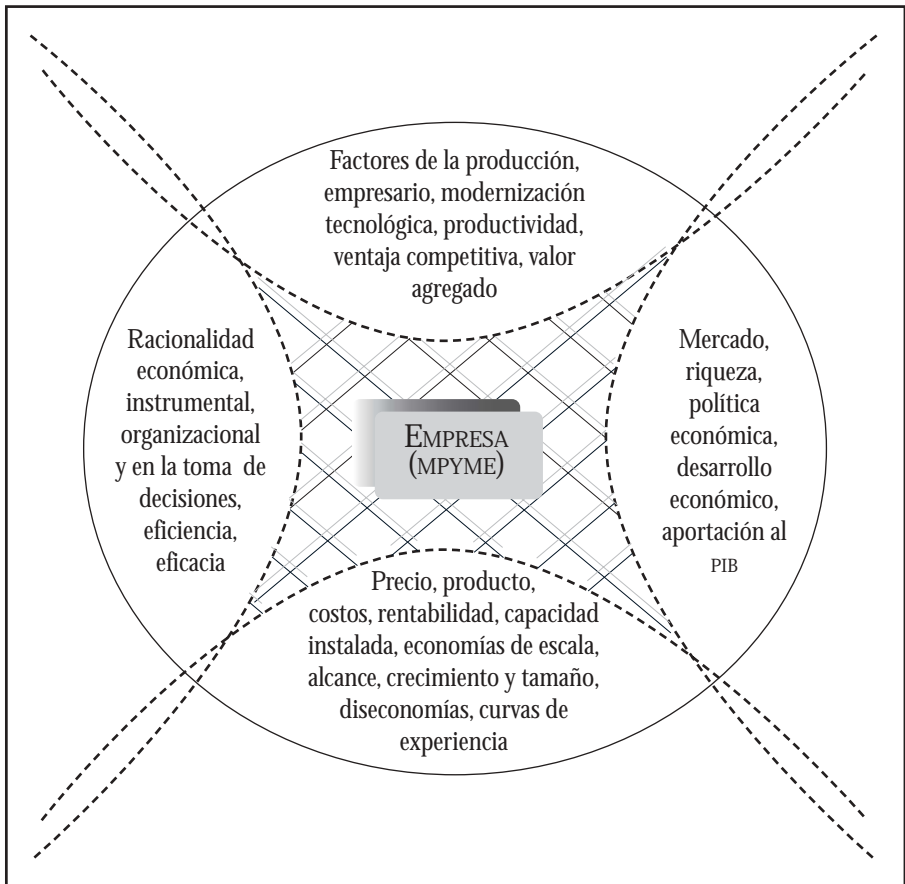 Factores de la producción,
empresario, modernización
tecnológica, productividad,
ventaja competitiva, valor
agregado
Racionalidad
económica,
instrumental,
organizacional
y en la toma de
decisiones,
eficiencia,
eficacia
EMPRESA
(MPYME)
Mercado,
riqueza,
política
económica,
desarrollo
económico,
aportación al
PIB
Precio, producto,
costos, rentabilidad, capacidad
instalada, economías de escala,
alcance, crecimiento y tamaño,
diseconomías, curvas de
experiencia